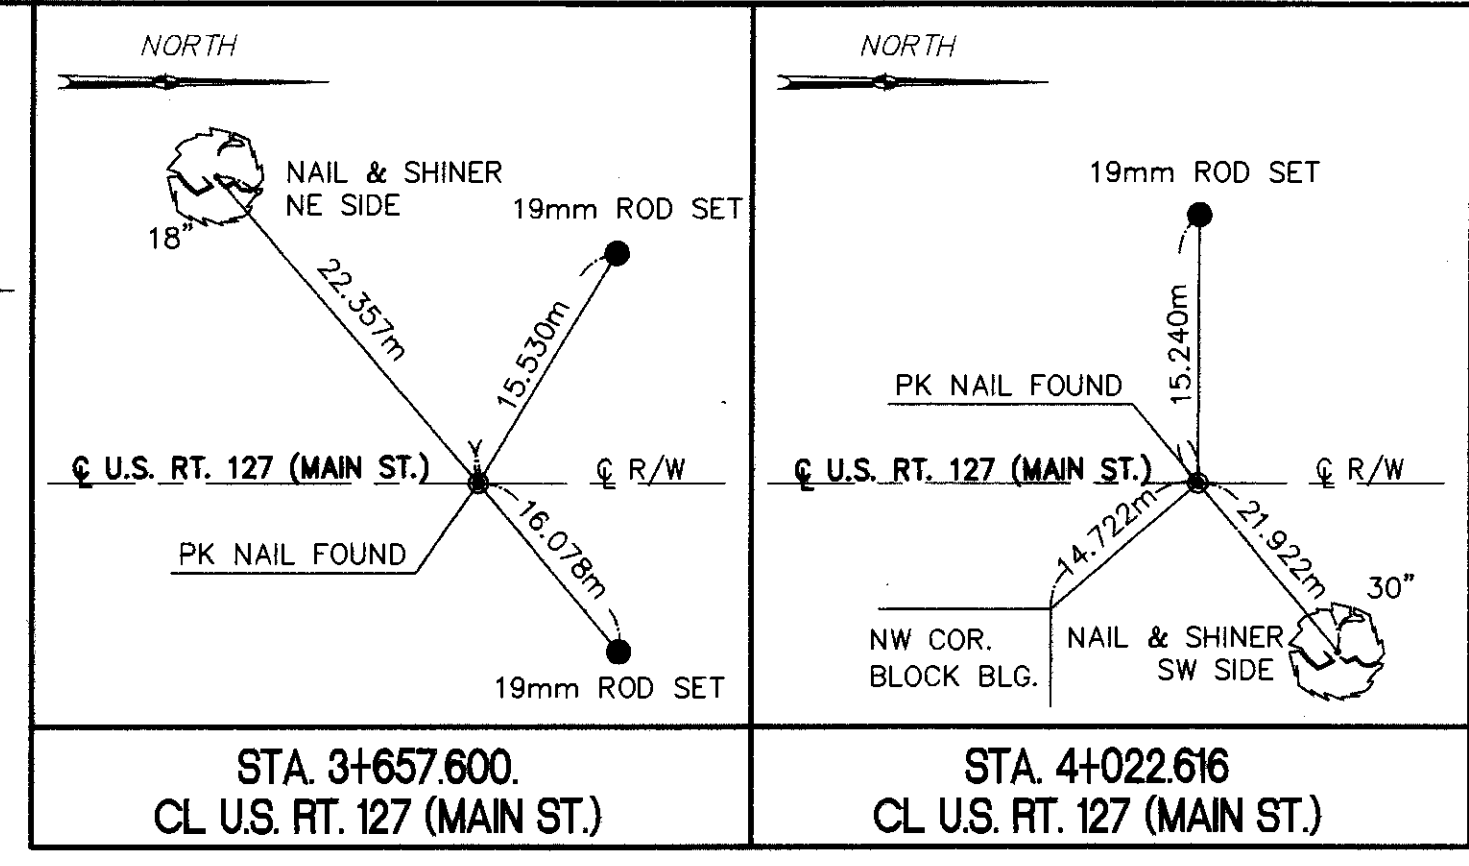 NORTH
NAIL & SHINER
NE SIDE
18"
19mm ROD SET
22.357m
15.530m
℄ U.S. RT. 127 (MAIN ST.)
℄ R/W
16.078m
PK NAIL FOUND
19mm ROD SET
STA. 3+657.600.
CL U.S. RT. 127 (MAIN ST.)
NORTH
19mm ROD SET
15.240m
PK NAIL FOUND
℄ U.S. RT. 127 (MAIN ST.)
℄ R/W
14.722m
21.922m
30"
NW COR.
BLOCK BLG.
NAIL & SHINER
SW SIDE
STA. 4+022.616
CL U.S. RT. 127 (MAIN ST.)